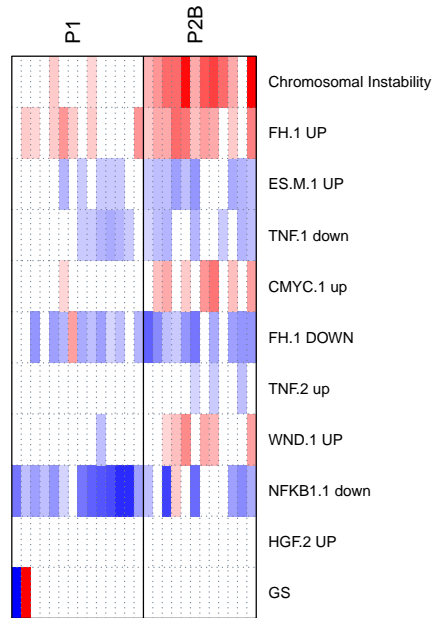 P1
P2B
Chromosomal Instability
FH.1 UP
ES.M.1 UP
TNF.1 down
CMYC.1 up
FH.1 DOWN
TNF.2 up
WND.1 UP
NFKB1.1 down
HGF.2 UP
GS